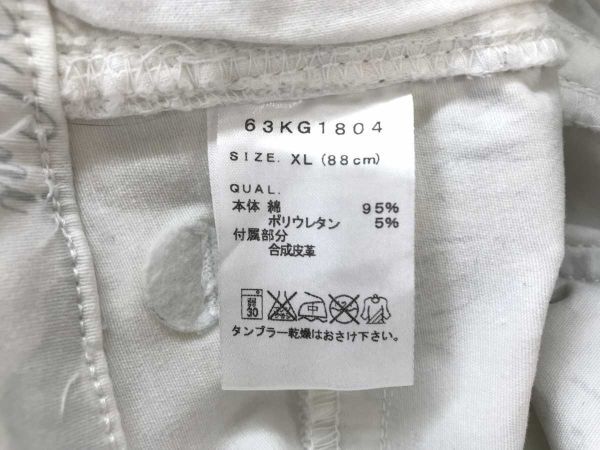 63KG1804
SIZE. XL (88cm)
QUAL.
本体 綿 95%
ポリウレタン 5%
付属部分
合成皮革
30
タンブラー乾燥はおさけ下さい。